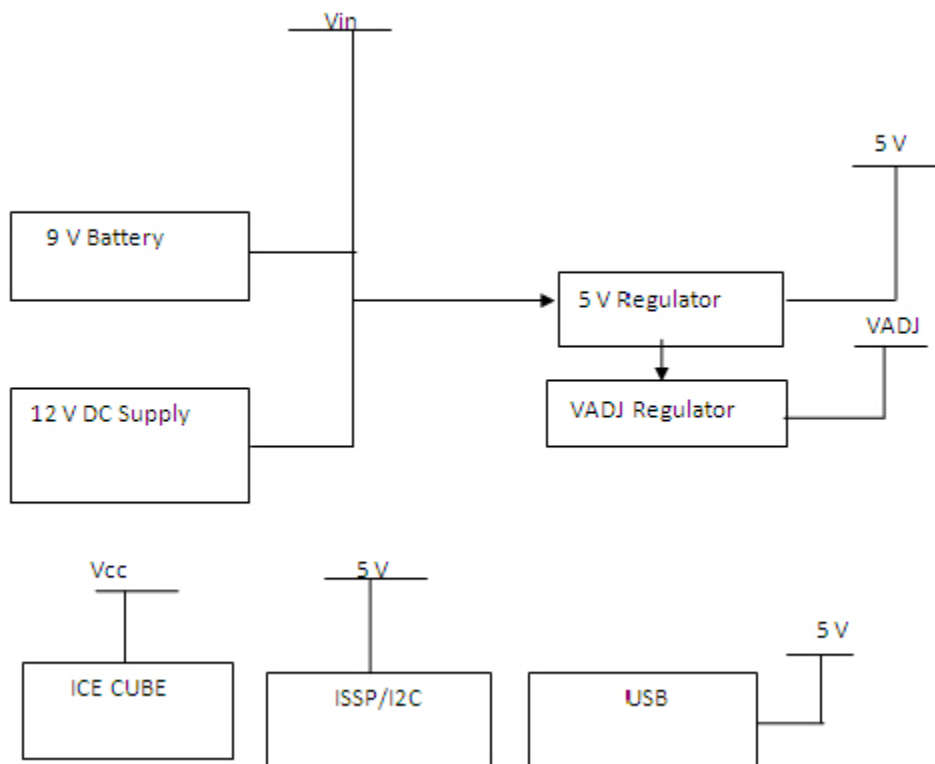 Vin
5 V
9 V Battery
5 V Regulator
VADJ
12 V DC Supply
VADJ Regulator
Vcc
5 V
5 V
ICE CUBE
ISSP/I2C
USB